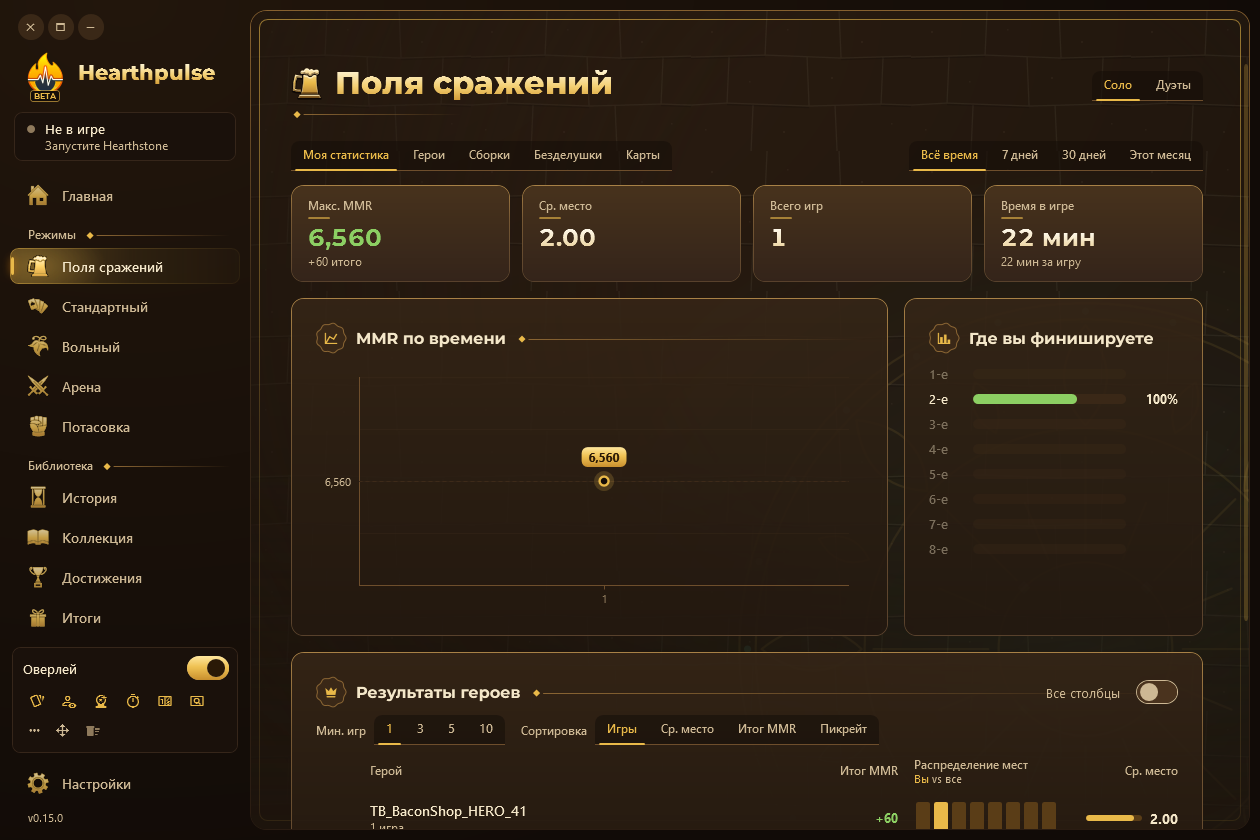 Hearthpulse
BETA
Не в игре
Запустите Hearthstone
Главная
Режимы
Поля сражений
Стандартный
Вольный
Арена
Потасовка
Библиотека
История
Коллекция
Достижения
Итоги
Оверлей
Настройки
v0.15.0
Поля сражений
Соло Дуэты
Моя статистика Герои Сборки Безделушки Карты
Всё время 7 дней 30 дней Этот месяц
Макс. MMR
6,560
+60 итого
Ср. место
2.00
Всего игр
1
Время в игре
22 мин
22 мин за игру
MMR по времени
6,560
6,560
1
Где вы финишируете
1-е
2-е 100%
3-е
4-е
5-е
6-е
7-е
8-е
Результаты героев
Все столбцы
Мин. игр 1 3 5 10 Сортировка Игры Ср. место Итог MMR Пикрейт
Герой Итог MMR Распределение мест Ср. место
Вы vs все
TB_BaconShop_HERO_41 +60 2.00
1 игра